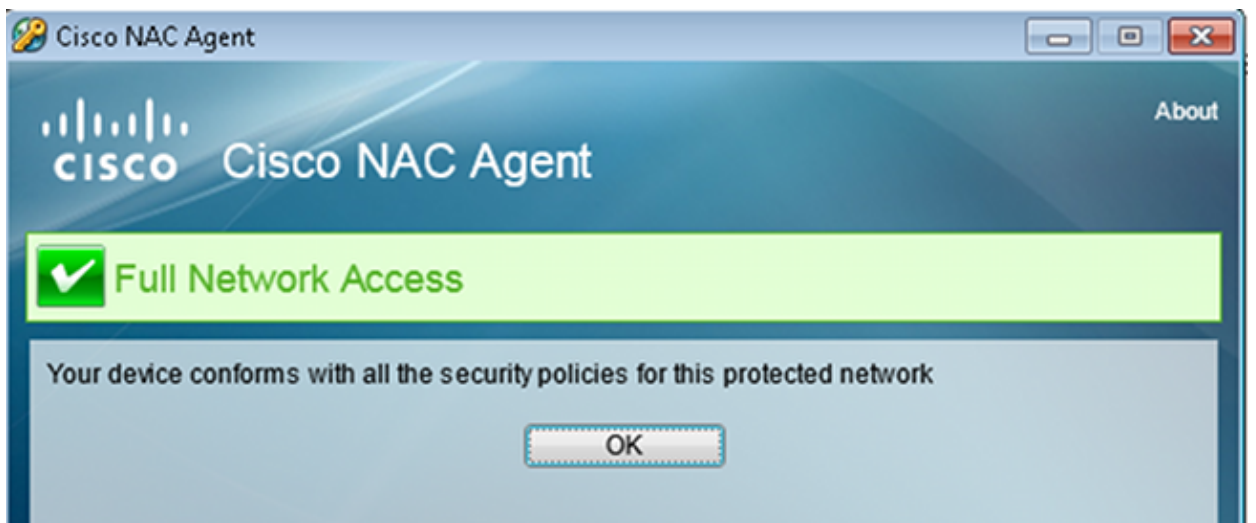 Cisco NAC Agent
About
CISCO
Cisco NAC Agent
Full Network Access
Your device conforms with all the security policies for this protected network
OK